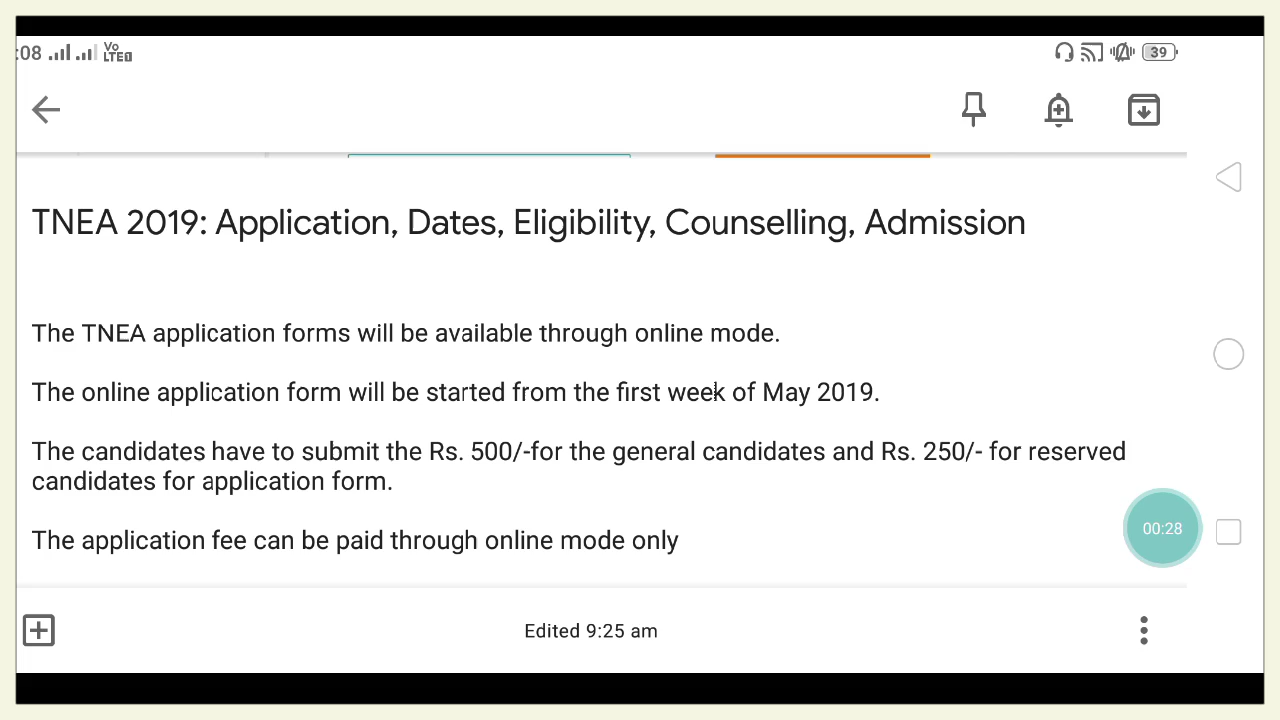 :08 Vo LTE 39
TNEA 2019: Application, Dates, Eligibility, Counselling, Admission
The TNEA application forms will be available through online mode.
The online application form will be started from the first week of May 2019.
The candidates have to submit the Rs. 500/-for the general candidates and Rs. 250/- for reserved
candidates for application form.
The application fee can be paid through online mode only
00:28
Edited 9:25 am